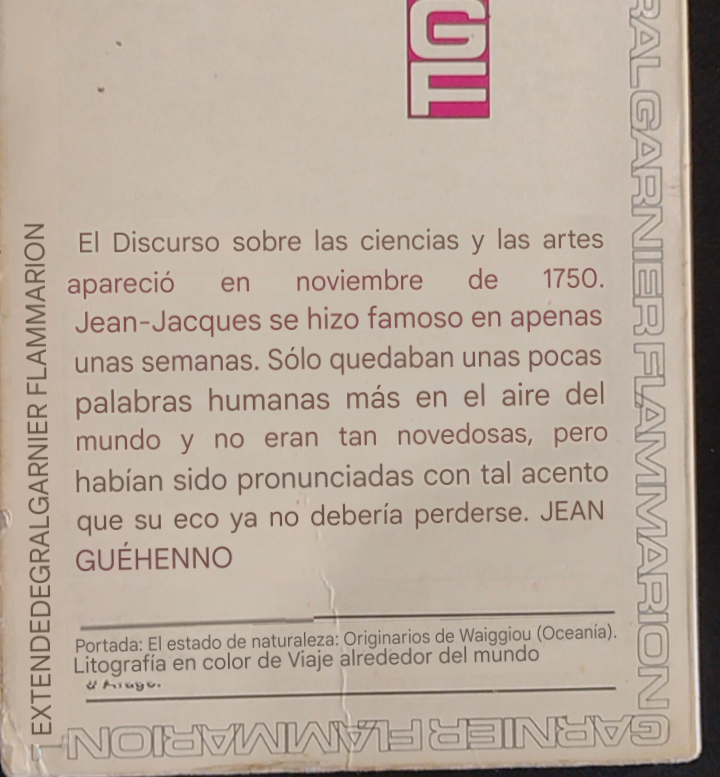 GF
El Discurso sobre las ciencias y las artes
apareció en noviembre de 1750.
Jean-Jacques se hizo famoso en apenas
unas semanas. Sólo quedaban unas pocas
palabras humanas más en el aire del
mundo y no eran tan novedosas, pero
habían sido pronunciadas con tal acento
que su eco ya no debería perderse. JEAN
GUÉHENNO
Portada: El estado de naturaleza: Originarios de Waiggiou (Oceanía).
Litografía en color de Viaje alrededor del mundo
d'Arago.
EXTENDEDEGRALGARNIER FLAMMARION
RALGARNIER FLAMMARION
GARNIER FLAMMARION